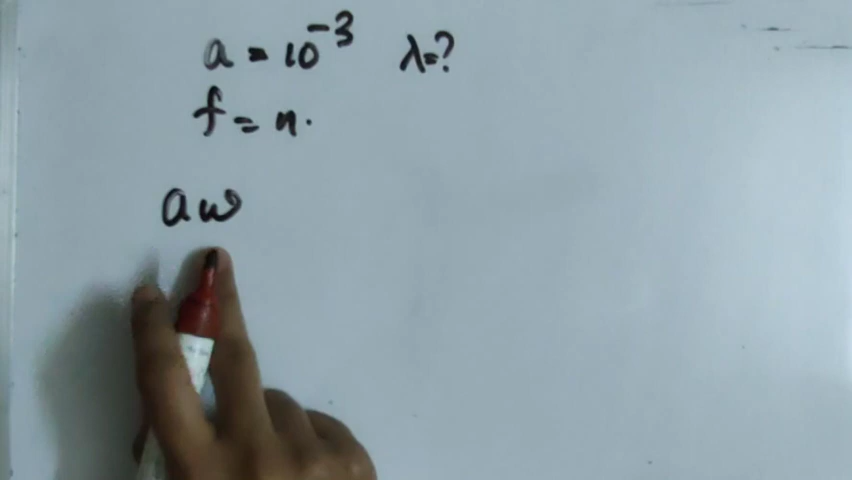 a = 10⁻³ λ=?
f = n.
aω